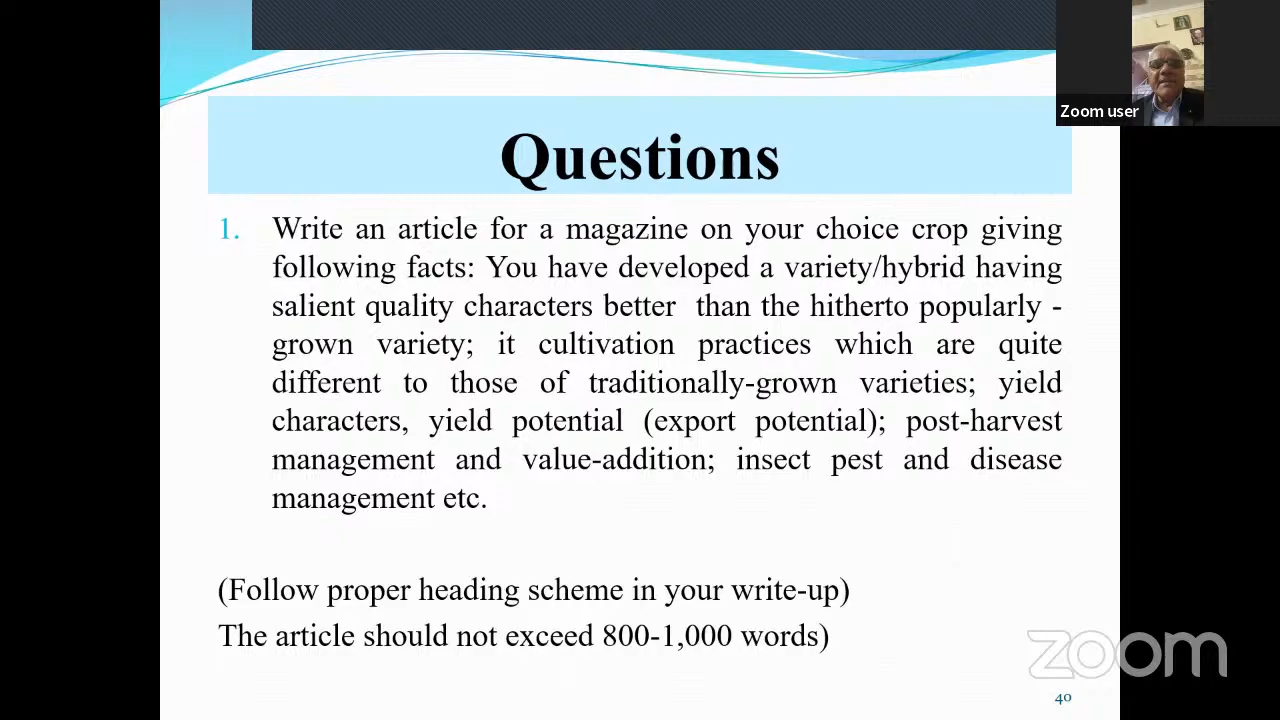 Zoom user
Questions
1. Write an article for a magazine on your choice crop giving
following facts: You have developed a variety/hybrid having
salient quality characters better than the hitherto popularly -
grown variety; it cultivation practices which are quite
different to those of traditionally-grown varieties; yield
characters, yield potential (export potential); post-harvest
management and value-addition; insect pest and disease
management etc.
(Follow proper heading scheme in your write-up)
The article should not exceed 800-1,000 words)
zoom
40